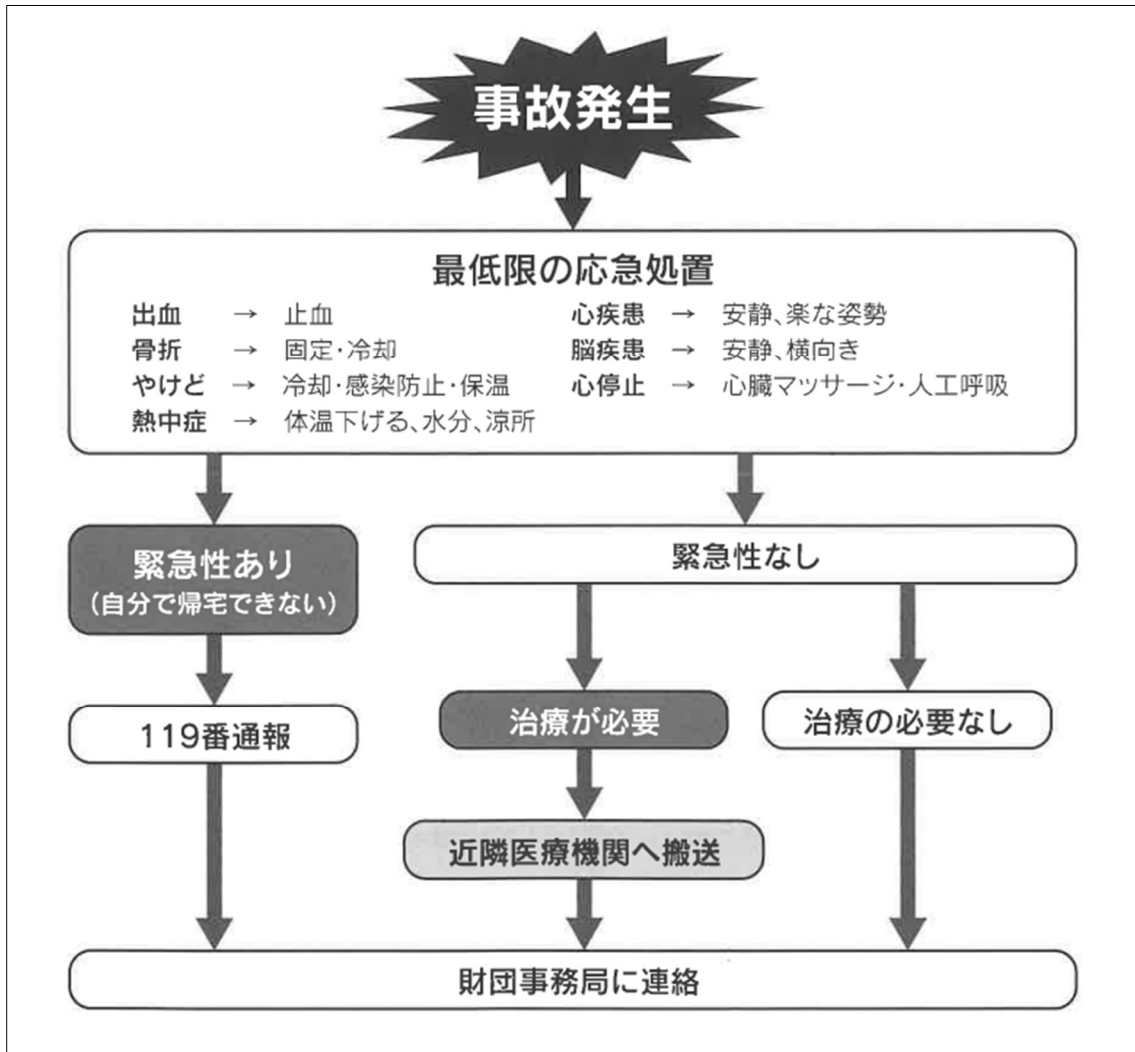 事故発生
最低限の応急処置
出血 → 止血
骨折 → 固定・冷却
やけど → 冷却・感染防止・保温
熱中症 → 体温下げる、水分、涼所
心疾患 → 安静、楽な姿勢
脳疾患 → 安静、横向き
心停止 → 心臓マッサージ・人工呼吸
緊急性あり
(自分で帰宅できない)
緊急性なし
119番通報
治療が必要
治療の必要なし
近隣医療機関へ搬送
財団事務局に連絡